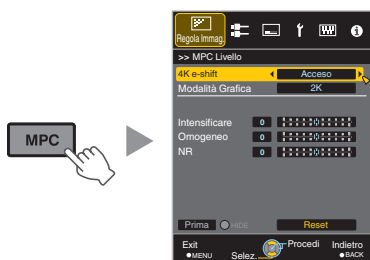 MPC
Regola Immag.
>> MPC Livello
4K e-shift Acceso
Modalità Grafica 2K
Intensificare 0
Omogeneo 0
NR 0
Prima HIDE Reset
Exit Procedi Indietro
●MENU Selez. ●BACK